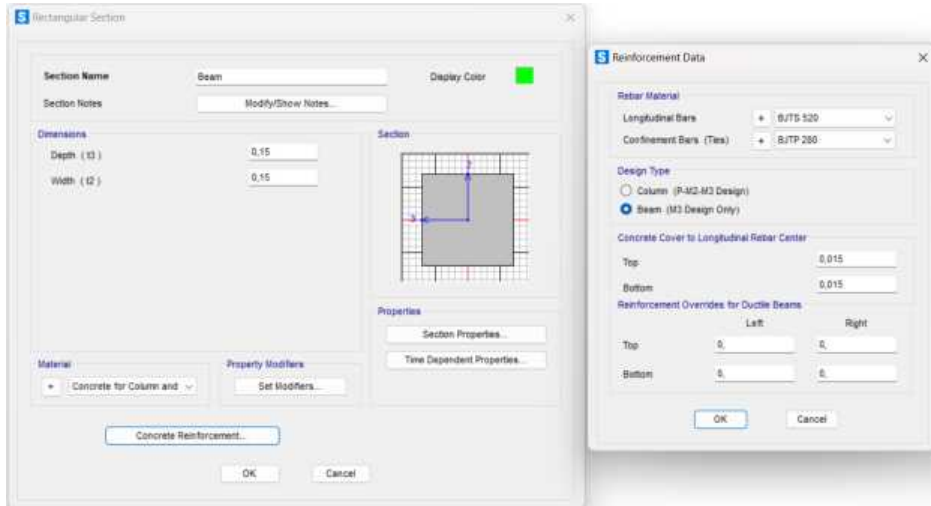 Rectangular Section
Section Name Beam Display Color
Section Notes Modify/Show Notes...
Dimensions
Depth ( t3 ) 0,15
Width ( t2 ) 0,15
Section
2
3
Properties
Section Properties...
Time Dependent Properties...
Material
+ Concrete for Column and
Property Modifiers
Set Modifiers...
Concrete Reinforcement...
OK Cancel
Reinforcement Data
Rebar Material
Longitudinal Bars + BJTS 520
Confinement Bars (Ties) + BJTP 280
Design Type
Column (P-M2-M3 Design)
Beam (M3 Design Only)
Concrete Cover to Longitudinal Rebar Center
Top 0,015
Bottom 0,015
Reinforcement Overrides for Ductile Beams
Left Right
Top 0, 0,
Bottom 0, 0,
OK Cancel